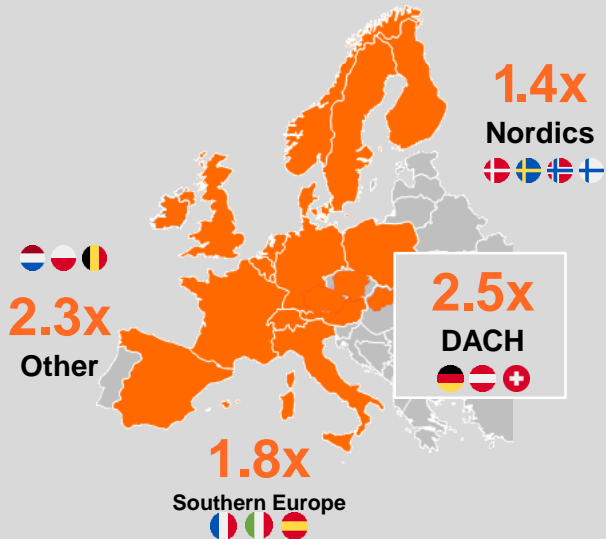 1.4x
Nordics
2.3x
Other
2.5x
DACH
1.8x
Southern Europe